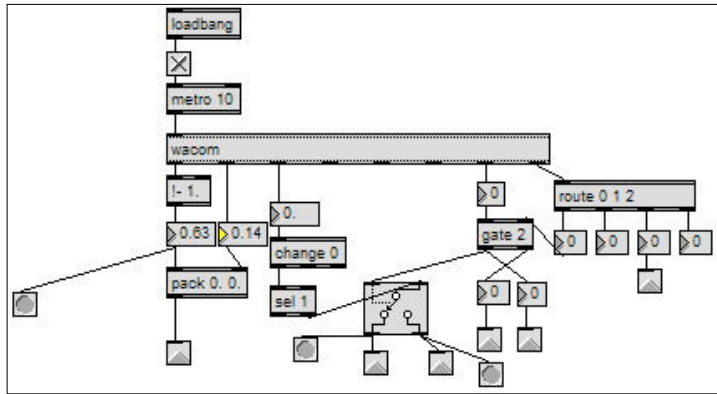 loadbang
metro 10
wacom
!- 1.
0
route 0 1 2
0.63
0.14
0.
gate 2
0
0
0
0
change 0
pack 0. 0.
sel 1
0
0